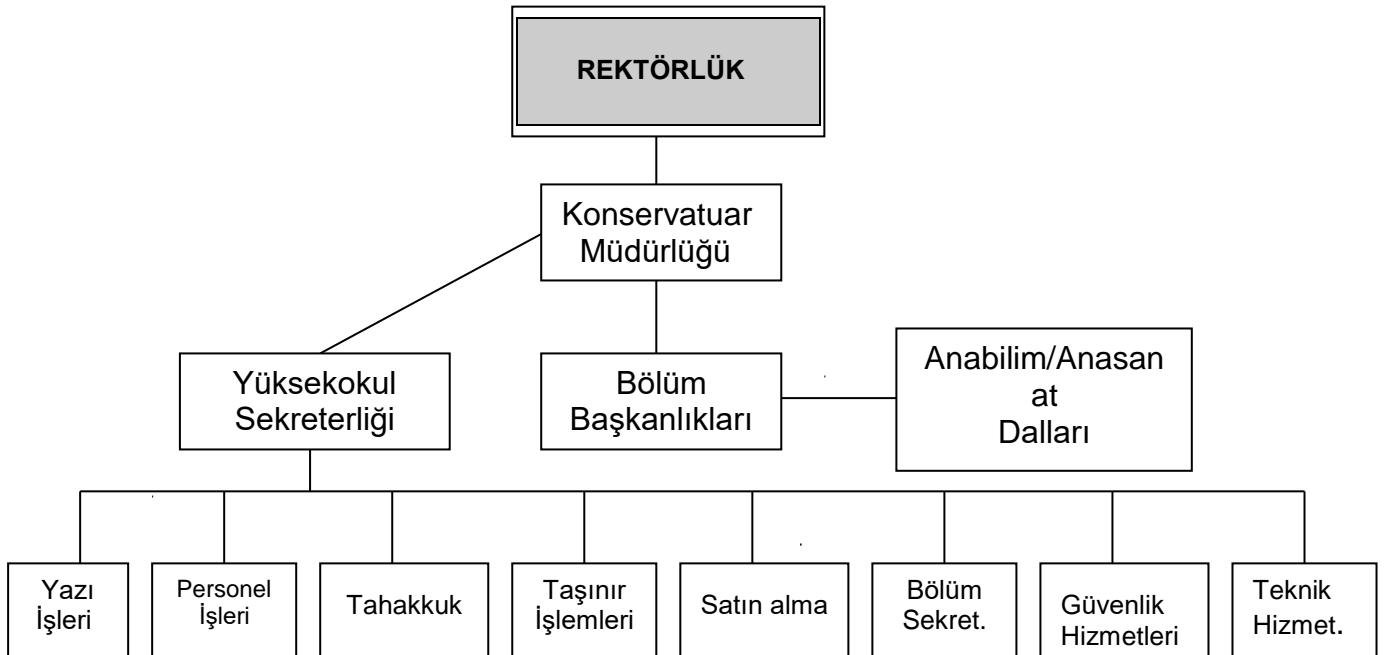 REKTÖRLÜK
Konservatuar
Müdürlüğü
Yüksekokul
Sekreterliği
Bölüm
Başkanlıkları
Anabilim/Anasan
at
Dalları
Yazı
İşleri
Personel
İşleri
Tahakkuk
Taşınır
İşlemleri
Satın alma
Bölüm
Sekret.
Güvenlik
Hizmetleri
Teknik
Hizmet.